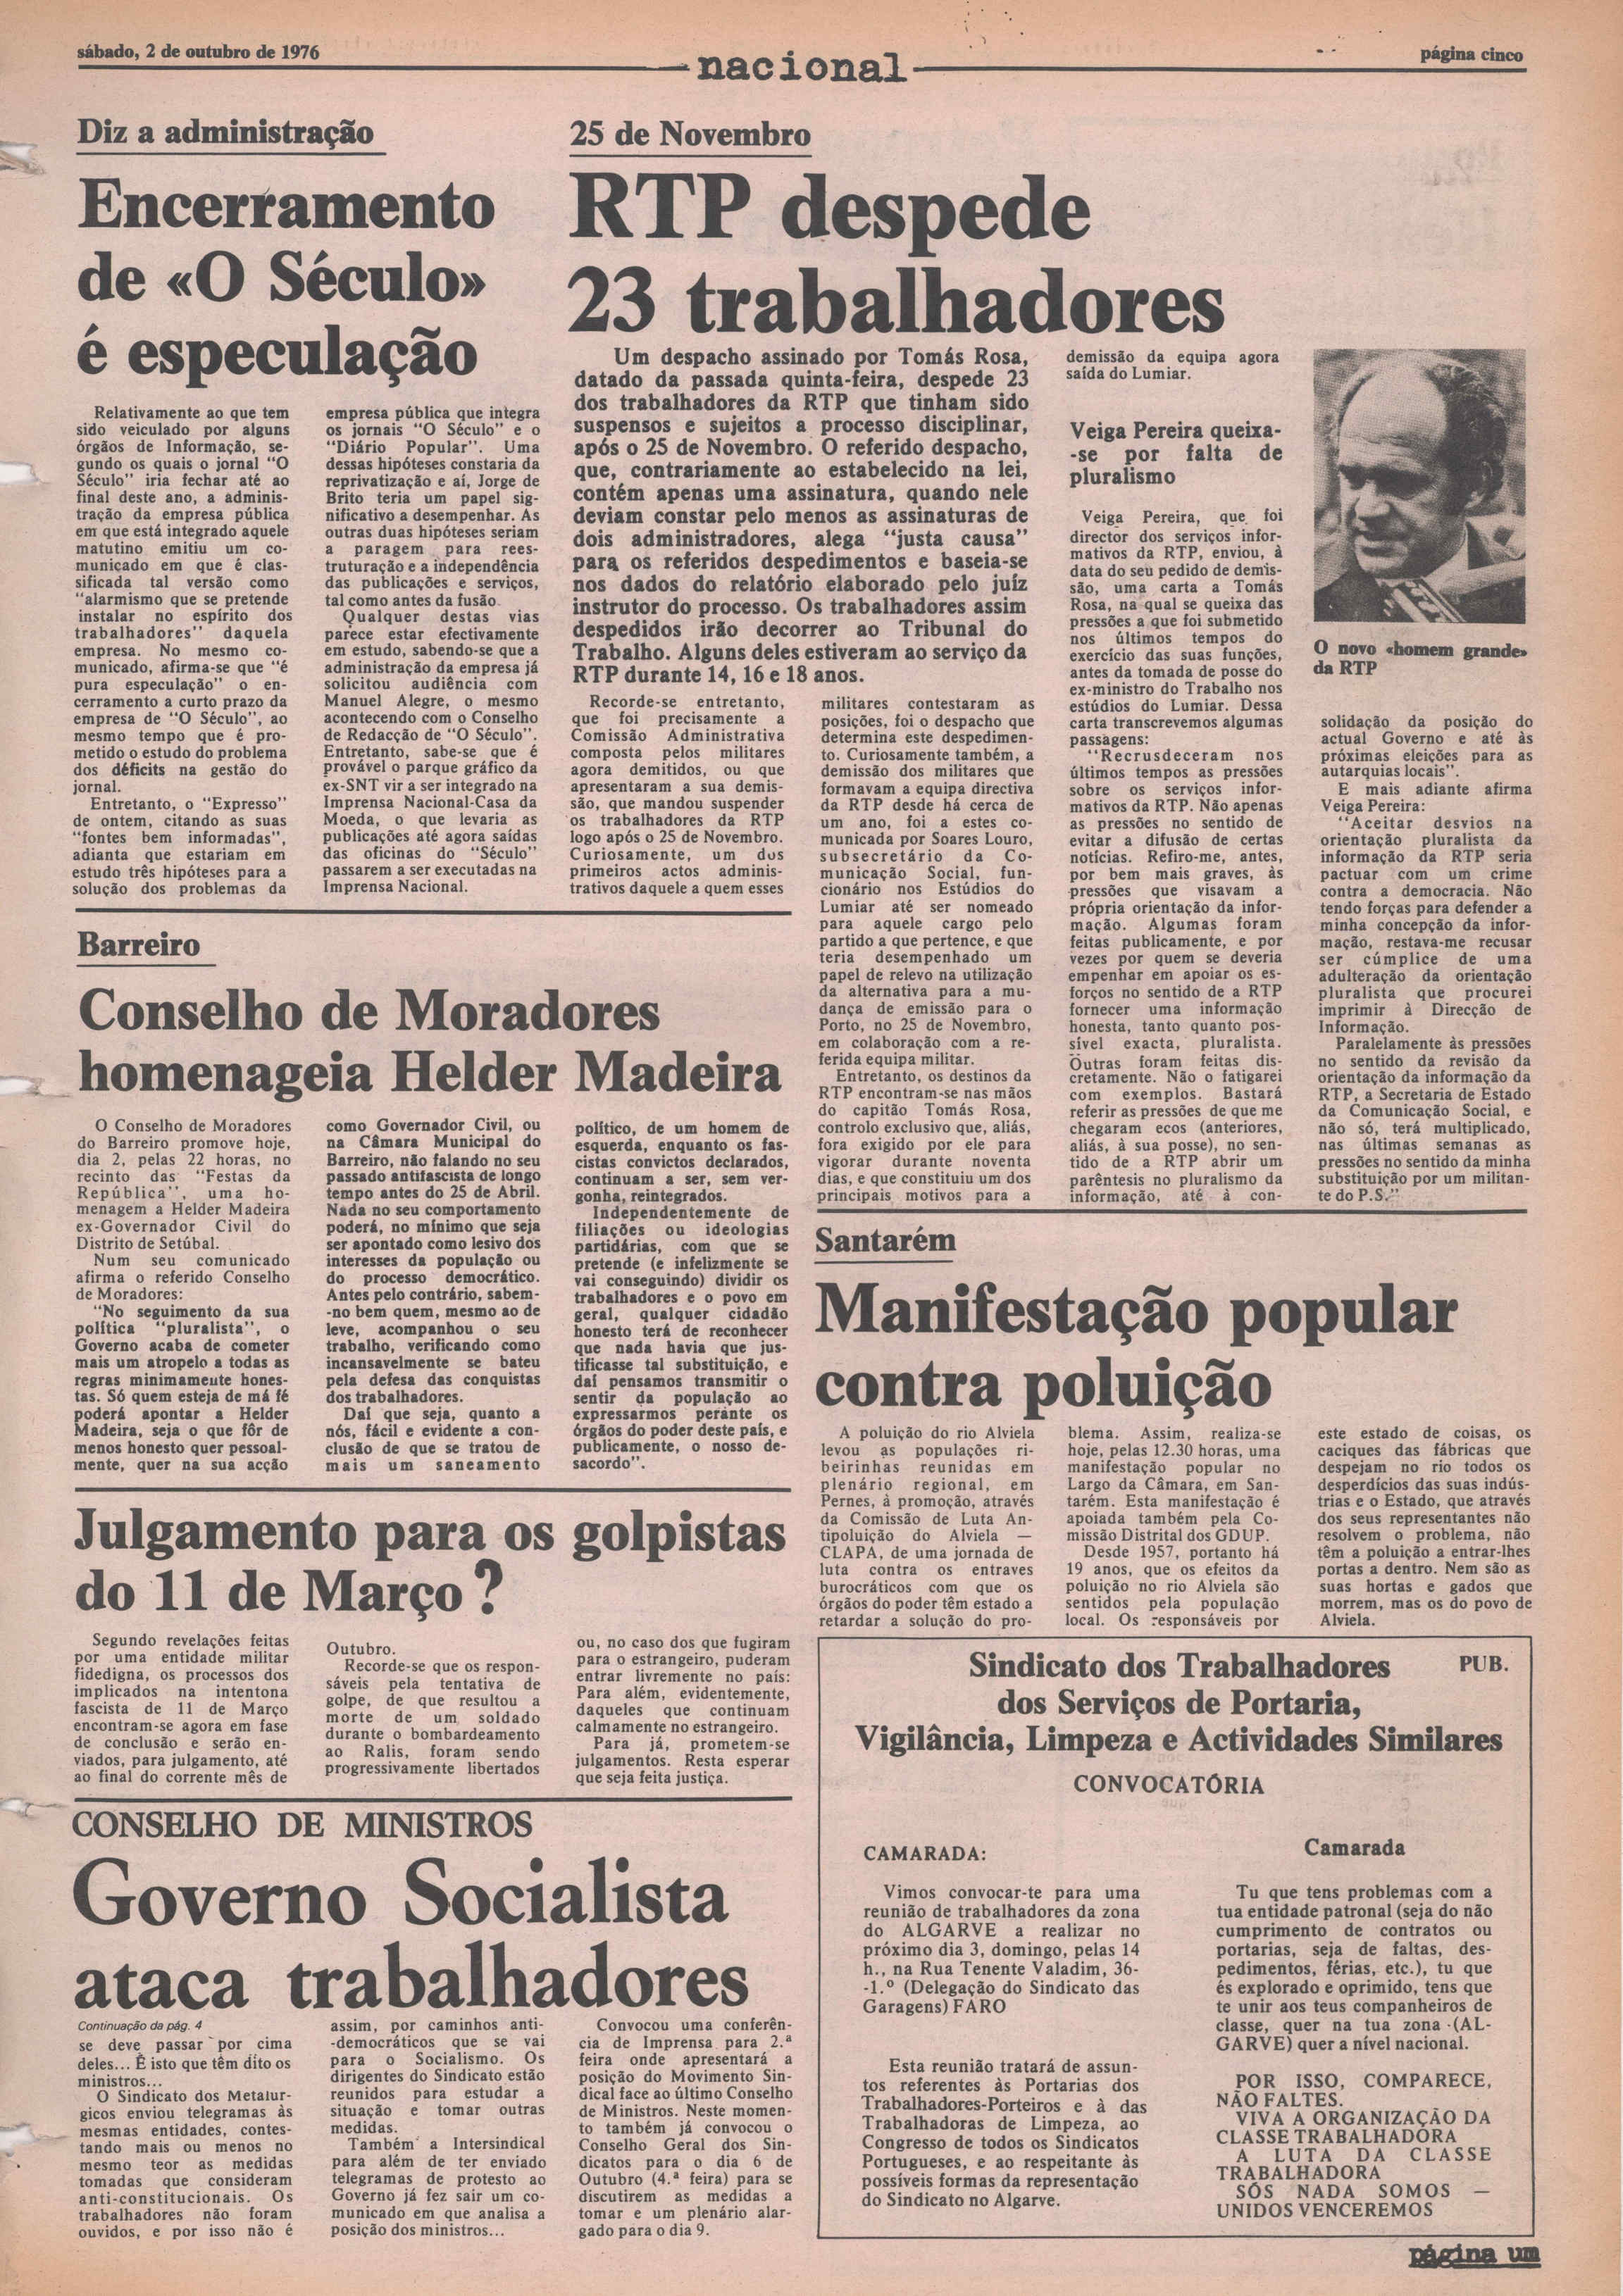 sábado, 2 de outubro de 1976
nacional
página cinco
Diz a administração
Encerramento
de «O Século»
é especulação
Relativamente ao que tem
sido veiculado por alguns
órgãos de Informação, se-
gundo os quais o jornal "O
Século" iria fechar até ao
final deste ano, a adminis-
tração da empresa pública
em que está integrado aquele
matutino emitiu um co-
municado em que é clas-
sificada tal versão como
"alarmismo que se pretende
instalar no espírito dos
trabalhadores" daquela
empresa. No mesmo co-
municado, afirma-se que "é
pura especulação" o en-
cerramento a curto prazo da
empresa de "O Século", ao
mesmo tempo que é pro-
metido o estudo do problema
dos déficits na gestão do
jornal.
Entretanto, o "Expresso"
de ontem, citando as suas
"fontes bem informadas",
adianta que estariam em
estudo três hipóteses para a
solução dos problemas da
empresa pública que integra
os jornais "O Século" e o
"Diário Popular". Uma
dessas hipóteses constaria da
reprivatização e aí, Jorge de
Brito teria um papel sig-
nificativo a desempenhar. As
outras duas hipóteses seriam
a paragem para rees-
truturação e a independência
das publicações e serviços,
tal como antes da fusão.
Qualquer destas vias
parece estar efectivamente
em estudo, sabendo-se que a
administração da empresa já
solicitou audiência com
Manuel Alegre, o mesmo
acontecendo com o Conselho
de Redacção de "O Século".
Entretanto, sabe-se que é
provável o parque gráfico da
ex-SNT vir a ser integrado na
Imprensa Nacional-Casa da
Moeda, o que levaria as
publicações até agora saídas
das oficinas do "Século"
passarem a ser executadas na
Imprensa Nacional.
25 de Novembro
RTP despede
23 trabalhadores
Um despacho assinado por Tomás Rosa,
datado da passada quinta-feira, despede 23
dos trabalhadores da RTP que tinham sido
suspensos e sujeitos a processo disciplinar,
após o 25 de Novembro. O referido despacho,
que, contrariamente ao estabelecido na lei,
contém apenas uma assinatura, quando nele
deviam constar pelo menos as assinaturas de
dois administradores, alega "justa causa"
para os referidos despedimentos e baseia-se
nos dados do relatório elaborado pelo juíz
instrutor do processo. Os trabalhadores assim
despedidos irão decorrer ao Tribunal do
Trabalho. Alguns deles estiveram ao serviço da
RTP durante 14, 16 e 18 anos.
Recorde-se entretanto,
que foi precisamente a
Comissão Administrativa
composta pelos militares
agora demitidos, ou que
apresentaram a sua demis-
são, que mandou suspender
os trabalhadores da RTP
logo após o 25 de Novembro.
Curiosamente, um dos
primeiros actos adminis-
trativos daquele a quem esses
militares contestaram as
posições, foi o despacho que
determina este despedimen-
to. Curiosamente também, a
demissão dos militares que
formavam a equipa directiva
da RTP desde há cerca de
um ano, foi a estes co-
municada por Soares Louro,
subsecretário da Co-
municação Social, fun-
cionário nos Estúdios do
Lumiar até ser nomeado
para aquele cargo pelo
partido a que pertence, e que
teria desempenhado um
papel de relevo na utilização
da alternativa para a mu-
dança de emissão para o
Porto, no 25 de Novembro,
em colaboração com a re-
ferida equipa militar.
Entretanto, os destinos da
RTP encontram-se nas mãos
do capitão Tomás Rosa,
controlo exclusivo que, aliás,
fora exigido por ele para
vigorar durante noventa
dias, e que constituiu um dos
principais motivos para a
demissão da equipa agora
saída do Lumiar.
Veiga Pereira queixa-
-se por falta de
pluralismo
Veiga Pereira, que foi
director dos serviços infor-
mativos da RTP, enviou, à
data do seu pedido de demis-
são, uma carta a Tomás
Rosa, na qual se queixa das
pressões a que foi submetido
nos últimos tempos do
exercício das suas funções,
antes da tomada de posse do
ex-ministro do Trabalho nos
estúdios do Lumiar. Dessa
carta transcrevemos algumas
passagens:
"Recrusdeceram nos
últimos tempos as pressões
sobre os serviços infor-
mativos da RTP. Não apenas
as pressões no sentido de
evitar a difusão de certas
notícias. Refiro-me, antes,
por bem mais graves, às
pressões que visavam a
própria orientação da infor-
mação. Algumas foram
feitas publicamente, e por
vezes por quem se deveria
empenhar em apoiar os es-
forços no sentido de a RTP
fornecer uma informação
honesta, tanto quanto pos-
sível exacta, pluralista.
Outras foram feitas dis-
cretamente. Não o fatigarei
com exemplos. Bastará
referir as pressões de que me
chegaram ecos (anteriores,
aliás, à sua posse), no sen-
tido de a RTP abrir um
parêntesis no pluralismo da
informação, até à con-
O novo «homem grande»
da RTP
solidação da posição do
actual Governo e até às
próximas eleições para as
autarquias locais".
E mais adiante afirma
Veiga Pereira:
"Aceitar desvios na
orientação pluralista da
informação da RTP seria
pactuar com um crime
contra a democracia. Não
tendo forças para defender a
minha concepção da infor-
mação, restava-me recusar
ser cúmplice de uma
adulteração da orientação
pluralista que procurei
imprimir à Direcção de
Informação.
Paralelamente às pressões
no sentido da revisão da
orientação da informação da
RTP, a Secretaria de Estado
da Comunicação Social, e
não só, terá multiplicado,
nas últimas semanas as
pressões no sentido da minha
substituição por um militan-
te do P.S."
Barreiro
Conselho de Moradores
homenageia Helder Madeira
O Conselho de Moradores
do Barreiro promove hoje,
dia 2, pelas 22 horas, no
recinto das "Festas da
República", uma ho-
menagem a Helder Madeira
ex-Governador Civil do
Distrito de Setúbal.
Num seu comunicado
afirma o referido Conselho
de Moradores:
"No seguimento da sua
política "pluralista", o
Governo acaba de cometer
mais um atropelo a todas as
regras minimamente hones-
tas. Só quem esteja de má fé
poderá apontar a Helder
Madeira, seja o que fôr de
menos honesto quer pessoal-
mente, quer na sua acção
como Governador Civil, ou
na Câmara Municipal do
Barreiro, não falando no seu
passado antifascista de longo
tempo antes do 25 de Abril.
Nada no seu comportamento
poderá, no mínimo que seja
ser apontado como lesivo dos
interesses da população ou
do processo democrático.
Antes pelo contrário, sabem-
-no bem quem, mesmo ao de
leve, acompanhou o seu
trabalho, verificando como
incansavelmente se bateu
pela defesa das conquistas
dos trabalhadores.
Daí que seja, quanto a
nós, fácil e evidente a con-
clusão de que se tratou de
mais um saneamento
político, de um homem de
esquerda, enquanto os fas-
cistas convictos declarados,
continuam a ser, sem ver-
gonha, reintegrados.
Independentemente de
filiações ou ideologias
partidárias, com que se
pretende (e infelizmente se
vai conseguindo) dividir os
trabalhadores e o povo em
geral, qualquer cidadão
honesto terá de reconhecer
que nada havia que jus-
tificasse tal substituição, e
daí pensamos transmitir o
sentir da população ao
expressarmos perante os
órgãos do poder deste país, e
publicamente, o nosso de-
sacordo".
Santarém
Manifestação popular
contra poluição
A poluição do rio Alviela
levou as populações ri-
beirinhas reunidas em
plenário regional, em
Pernes, à promoção, através
da Comissão de Luta An-
tipoluição do Alviela —
CLAPA, de uma jornada de
luta contra os entraves
burocráticos com que os
órgãos do poder têm estado a
retardar a solução do pro-
blema. Assim, realiza-se
hoje, pelas 12.30 horas, uma
manifestação popular no
Largo da Câmara, em San-
tarém. Esta manifestação é
apoiada também pela Co-
missão Distrital dos GDUP.
Desde 1957, portanto há
19 anos, que os efeitos da
poluição no rio Alviela são
sentidos pela população
local. Os responsáveis por
este estado de coisas, os
caciques das fábricas que
despejam no rio todos os
desperdícios das suas indús-
trias e o Estado, que através
dos seus representantes não
resolvem o problema, não
têm a poluição a entrar-lhes
portas a dentro. Nem são as
suas hortas e gados que
morrem, mas os do povo de
Alviela.
Julgamento para os golpistas
do 11 de Março?
Segundo revelações feitas
por uma entidade militar
fidedigna, os processos dos
implicados na intentona
fascista de 11 de Março
encontram-se agora em fase
de conclusão e serão en-
viados, para julgamento, até
ao final do corrente mês de
Outubro.
Recorde-se que os respon-
sáveis pela tentativa de
golpe, de que resultou a
morte de um soldado
durante o bombardeamento
ao Ralis, foram sendo
progressivamente libertados
ou, no caso dos que fugiram
para o estrangeiro, puderam
entrar livremente no país:
Para além, evidentemente,
daqueles que continuam
calmamente no estrangeiro.
Para já, prometem-se
julgamentos. Resta esperar
que seja feita justiça.
CONSELHO DE MINISTROS
Governo Socialista
ataca trabalhadores
Continuação da pág. 4
se deve passar por cima
deles... É isto que têm dito os
ministros...
O Sindicato dos Metalur-
gicos enviou telegramas às
mesmas entidades, contes-
tando mais ou menos no
mesmo teor as medidas
tomadas que consideram
anti-constitucionais. Os
trabalhadores não foram
ouvidos, e por isso não é
assim, por caminhos anti-
-democráticos que se vai
para o Socialismo. Os
dirigentes do Sindicato estão
reunidos para estudar a
situação e tomar outras
medidas.
Também a Intersindical
para além de ter enviado
telegramas de protesto ao
Governo já fez sair um co-
municado em que analisa a
posição dos ministros...
Convocou uma conferên-
cia de Imprensa para 2.ª
feira onde apresentará a
posição do Movimento Sin-
dical face ao último Conselho
de Ministros. Neste momen-
to também já convocou o
Conselho Geral dos Sin-
dicatos para o dia 6 de
Outubro (4.ª feira) para se
discutirem as medidas a
tomar e um plenário alar-
gado para o dia 9.
PUB.
Sindicato dos Trabalhadores
dos Serviços de Portaria,
Vigilância, Limpeza e Actividades Similares
CONVOCATÓRIA
CAMARADA:
Vimos convocar-te para uma
reunião de trabalhadores da zona
do ALGARVE a realizar no
próximo dia 3, domingo, pelas 14
h., na Rua Tenente Valadim, 36-
-1.º (Delegação do Sindicato das
Garagens) FARO
Esta reunião tratará de assun-
tos referentes às Portarias dos
Trabalhadores-Porteiros e à das
Trabalhadoras de Limpeza, ao
Congresso de todos os Sindicatos
Portugueses, e ao respeitante às
possíveis formas da representação
do Sindicato no Algarve.
Camarada
Tu que tens problemas com a
tua entidade patronal (seja do não
cumprimento de contratos ou
portarias, seja de faltas, des-
pedimentos, férias, etc.), tu que
és explorado e oprimido, tens que
te unir aos teus companheiros de
classe, quer na tua zona (AL-
GARVE) quer a nível nacional.
POR ISSO, COMPARECE,
NÃO FALTES.
VIVA A ORGANIZAÇÃO DA
CLASSE TRABALHADORA
A LUTA DA CLASSE
TRABALHADORA
SÓS NADA SOMOS —
UNIDOS VENCEREMOS
página um